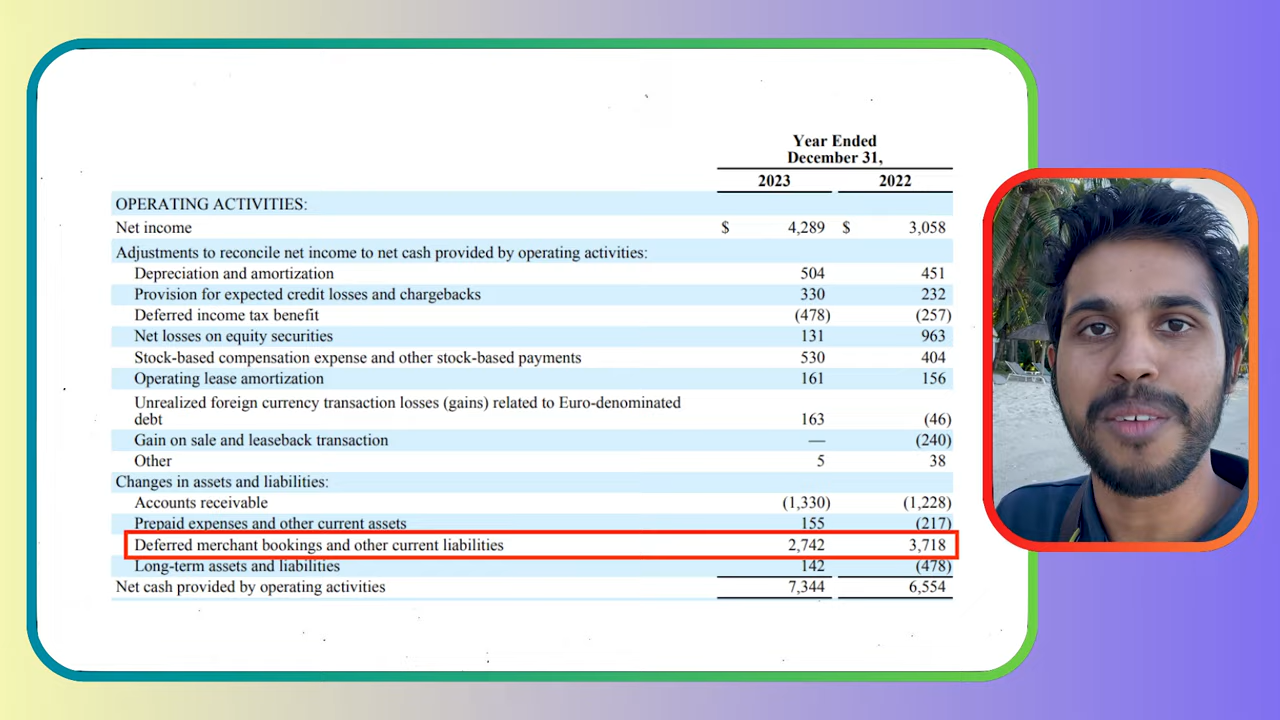 Year Ended
December 31,
2023 2022
OPERATING ACTIVITIES:
Net income $ 4,289 $ 3,058
Adjustments to reconcile net income to net cash provided by operating activities:
Depreciation and amortization 504 451
Provision for expected credit losses and chargebacks 330 232
Deferred income tax benefit (478) (257)
Net losses on equity securities 131 963
Stock-based compensation expense and other stock-based payments 530 404
Operating lease amortization 161 156
Unrealized foreign currency transaction losses (gains) related to Euro-denominated
debt 163 (46)
Gain on sale and leaseback transaction — (240)
Other 5 38
Changes in assets and liabilities:
Accounts receivable (1,330) (1,228)
Prepaid expenses and other current assets 155 (217)
Deferred merchant bookings and other current liabilities 2,742 3,718
Long-term assets and liabilities 142 (478)
Net cash provided by operating activities 7,344 6,554